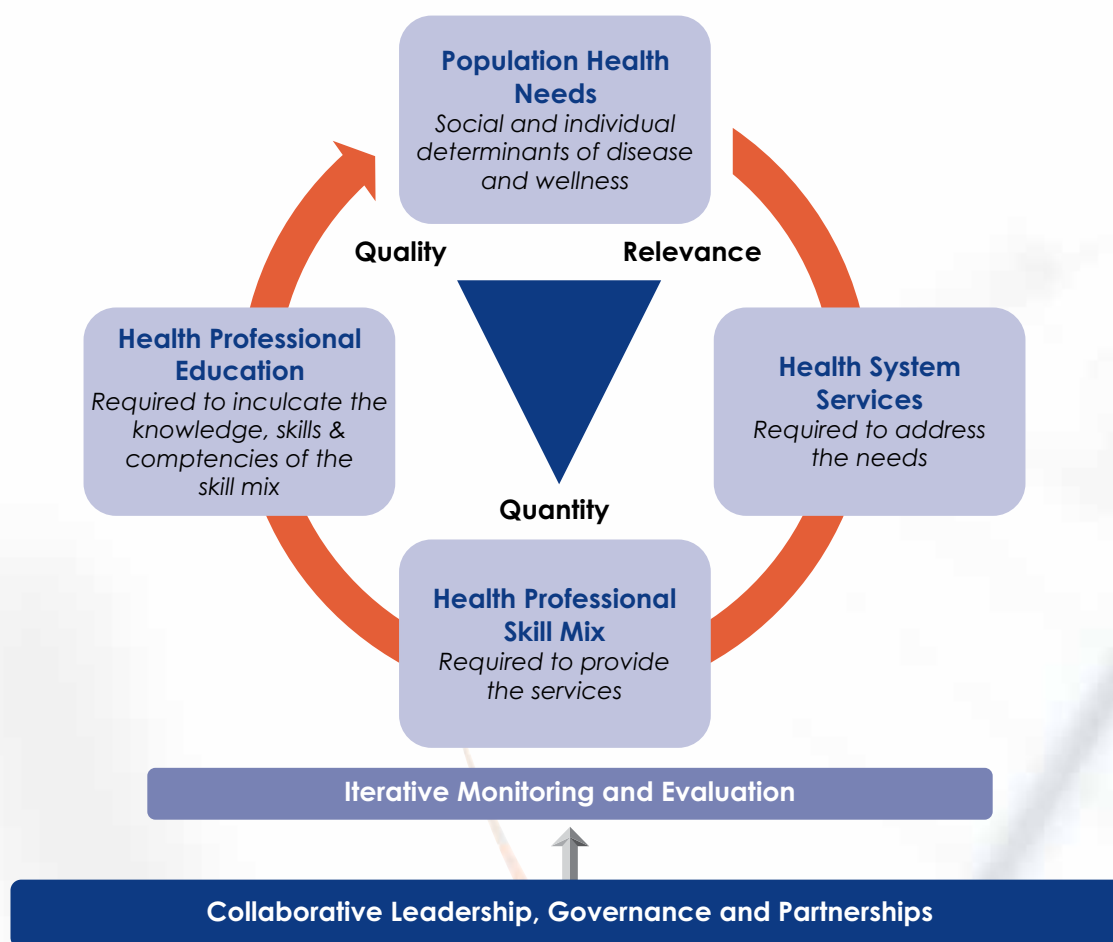 Population Health
Needs
Social and individual
determinants of disease
and wellness
Quality
Relevance
Health Professional
Education
Required to inculcate the
knowledge, skills &
comptencies of the
skill mix
Health System
Services
Required to address
the needs
Quantity
Health Professional
Skill Mix
Required to provide
the services
Iterative Monitoring and Evaluation
Collaborative Leadership, Governance and Partnerships